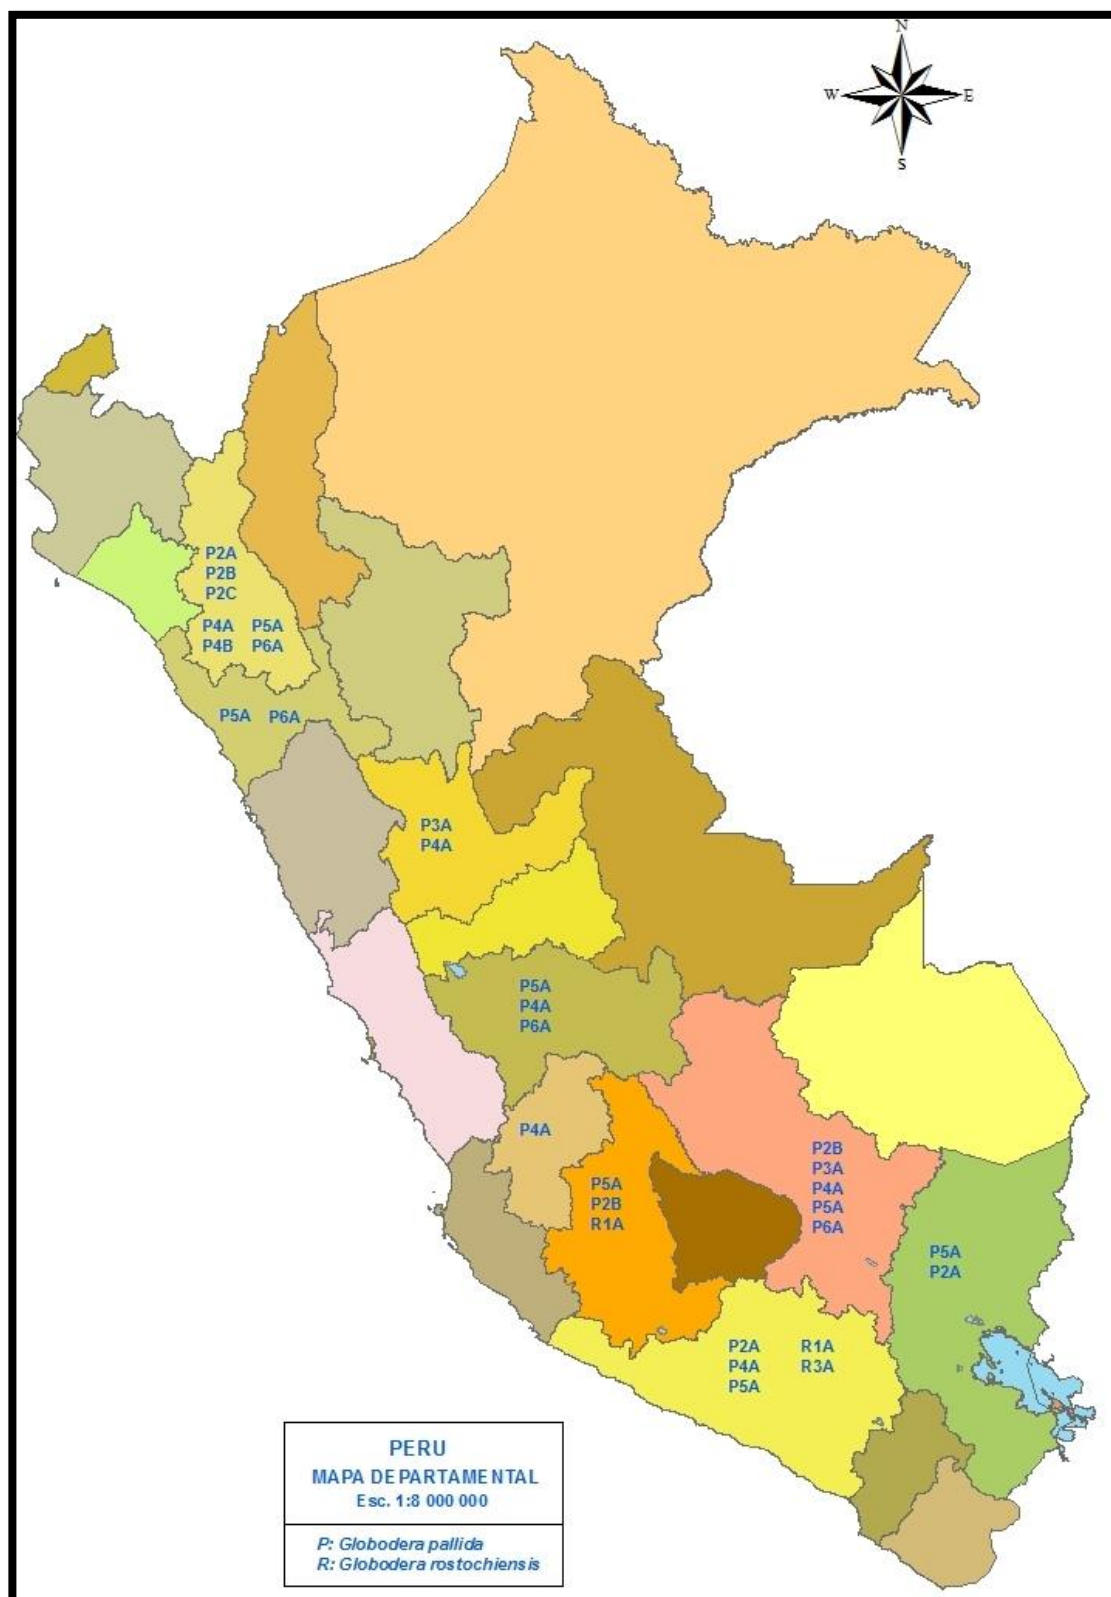 N
W E
S
P2A
P2B
P2C
P4A P5A
P4B P6A
P5A P6A
P3A
P4A
P5A
P4A
P6A
P4A
P5A
P2B
R1A
P2B
P3A
P4A
P5A
P6A
P5A
P2A
P2A R1A
P4A R3A
P5A
PERU
MAPA DEPARTAMENTAL
Esc. 1:8 000 000
P: Globodera pallida
R: Globodera rostochiensis